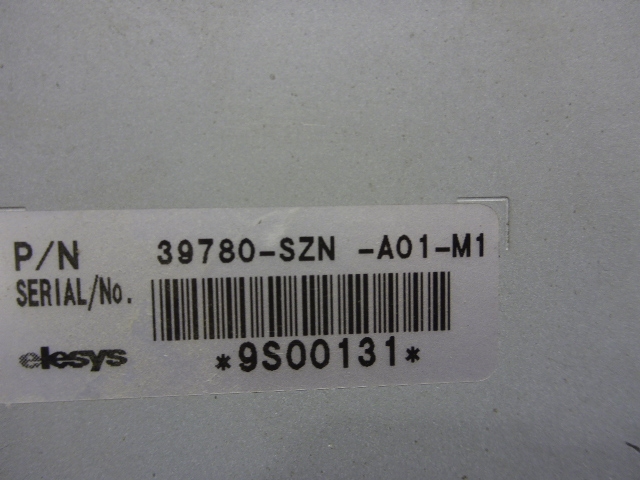 P/N 39780-SZN -A01-M1
SERIAL/No.
elesys *9S00131*